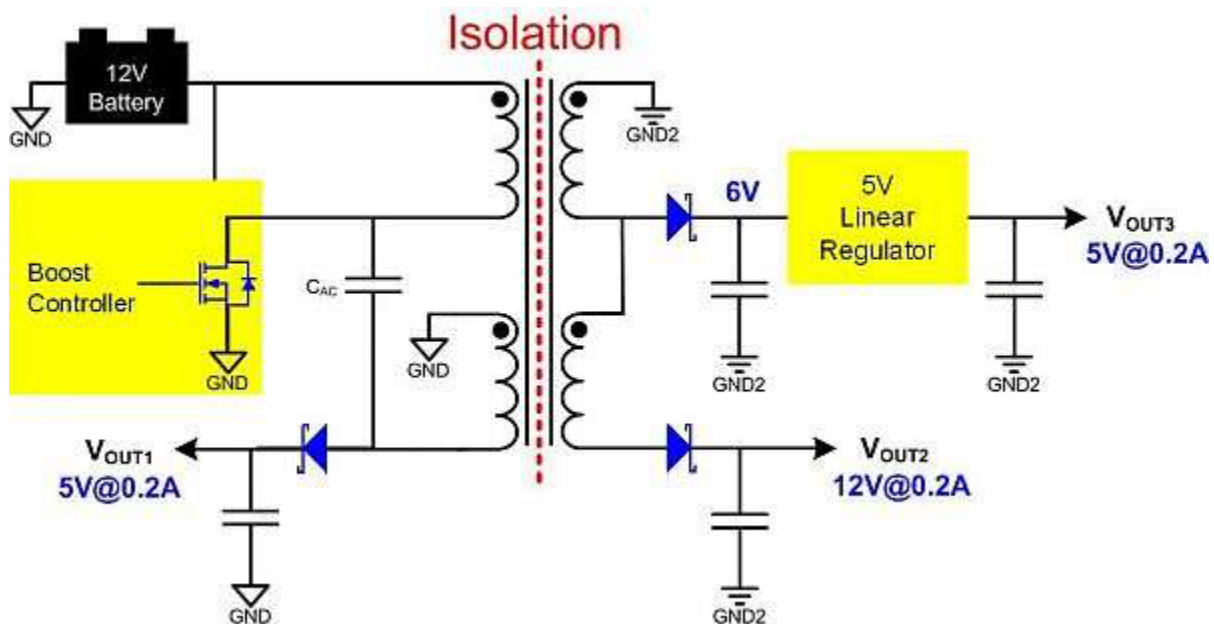 Isolation
12V
Battery
GND
GND2
6V
5V
Linear
Regulator
VOUT3
5V@0.2A
Boost
Controller
CAC
GND
GND
GND2
GND2
VOUT1
5V@0.2A
VOUT2
12V@0.2A
GND
GND2